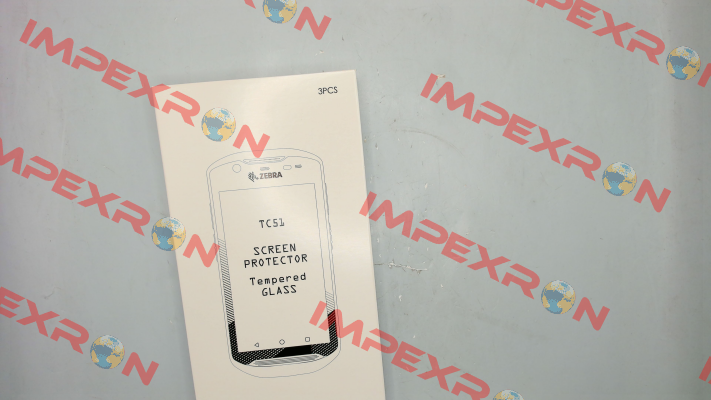 3PCS
ZEBRA
TC51
SCREEN
PROTECTOR
Tempered
GLASS
IMPEXRON
IMPEXRON
IMPEXRON
IMPEXRON
IMPEXRON
IMPEXRON
IMPEXRON
IMPEXRON
IMPEXRON